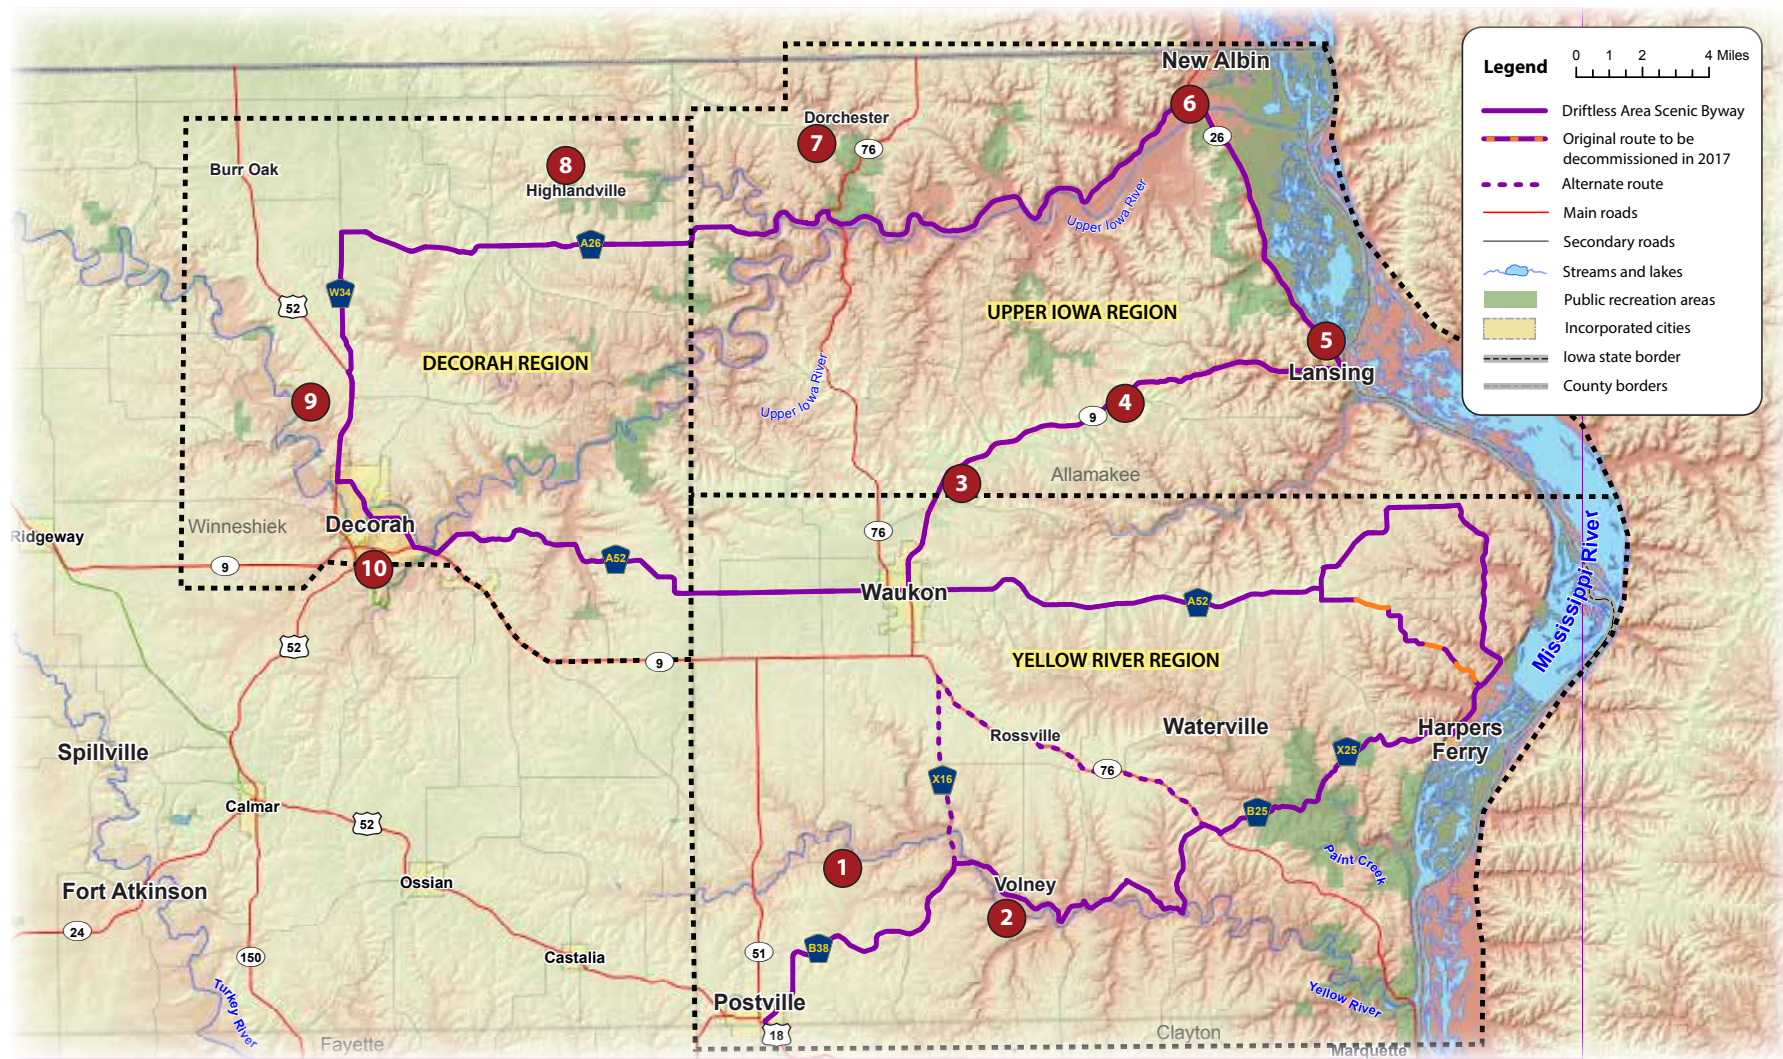 New Albin
6
26
Dorchester
7
76
8
Highlandville
Burr Oak
A26
W34
52
Upper Iowa River
UPPER IOWA REGION
DECORAH REGION
5
Lansing
Upper Iowa River
9
4
9
3
Allamakee
Winneshiek
Decorah
Ridgeway
9
10
A52
76
Waukon
A52
Mississippi River
52
9
YELLOW RIVER REGION
Spillville
Rossville
Waterville
Harpers
Ferry
X25
76
X16
B25
Calmar
52
Paint Creek
1
Ossian
Volney
2
Fort Atkinson
24
150
B38
51
Castalia
Turkey River
Yellow River
Postville
18
Fayette
Clayton
Marquette
Legend
0 1 2 4 Miles
Driftless Area Scenic Byway
Original route to be
decommissioned in 2017
Alternate route
Main roads
Secondary roads
Streams and lakes
Public recreation areas
Incorporated cities
Iowa state border
County borders